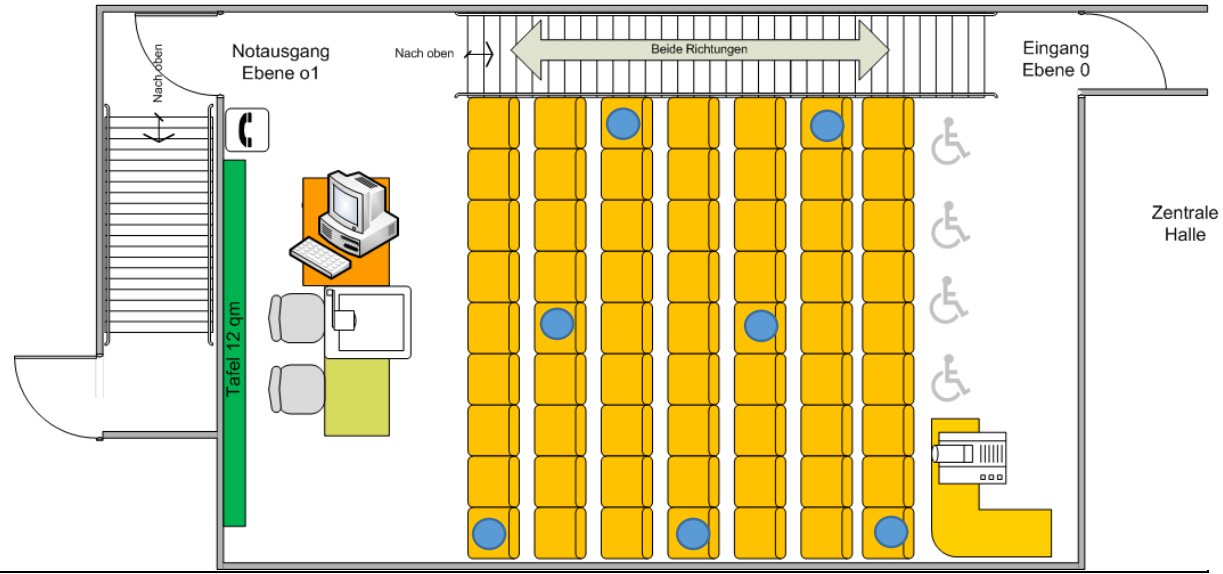 Nach oben
Notausgang
Ebene o1
Nach oben
Beide Richtungen
Eingang
Ebene 0
Zentrale
Halle
Tafel 12 qm